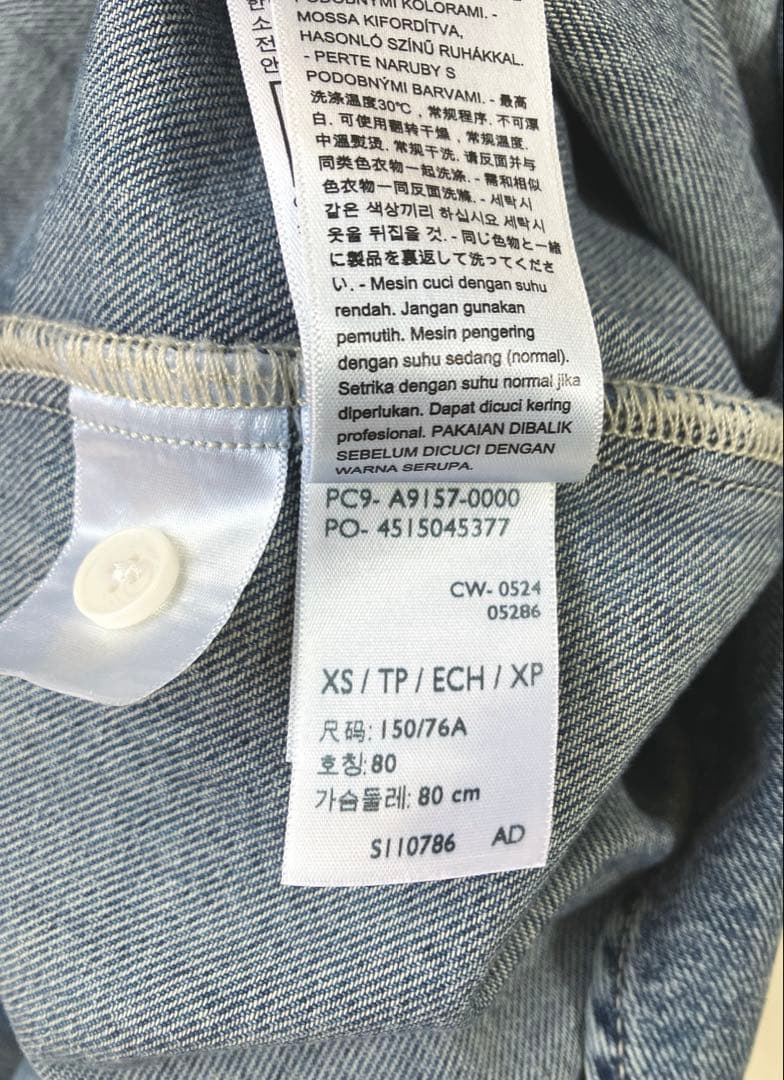 한
소
전
안
PODOBNYMI KOLORAMI. -
MOSSA KIFORDÍTVA,
HASONLÓ SZÍNŰ RUHÁKKAL.
- PERTE NARUBY S
PODOBNÝMI BARVAMI. - 最高
洗涤温度30℃，常规程序. 不可漂
白. 可使用翻转干燥，常规温度.
中温熨烫. 常规干洗. 请反面并与
同类色衣物一起洗涤. - 需和相似
色衣物一同反面洗滌. - 세탁시
같은 색상끼리 하십시요 세탁시
옷을 뒤집을 것. - 同じ色物と一緒
に製品を裏返して洗ってくださ
い. - Mesin cuci dengan suhu
rendah. Jangan gunakan
pemutih. Mesin pengering
dengan suhu sedang (normal).
Setrika dengan suhu normal jika
diperlukan. Dapat dicuci kering
profesional. PAKAIAN DIBALIK
SEBELUM DICUCI DENGAN
WARNA SERUPA.
PC9- A9157-0000
PO- 4515045377
CW- 0524
05286
XS / TP / ECH / XP
尺码: 150/76A
호칭: 80
가슴둘레: 80 cm
S110786 AD